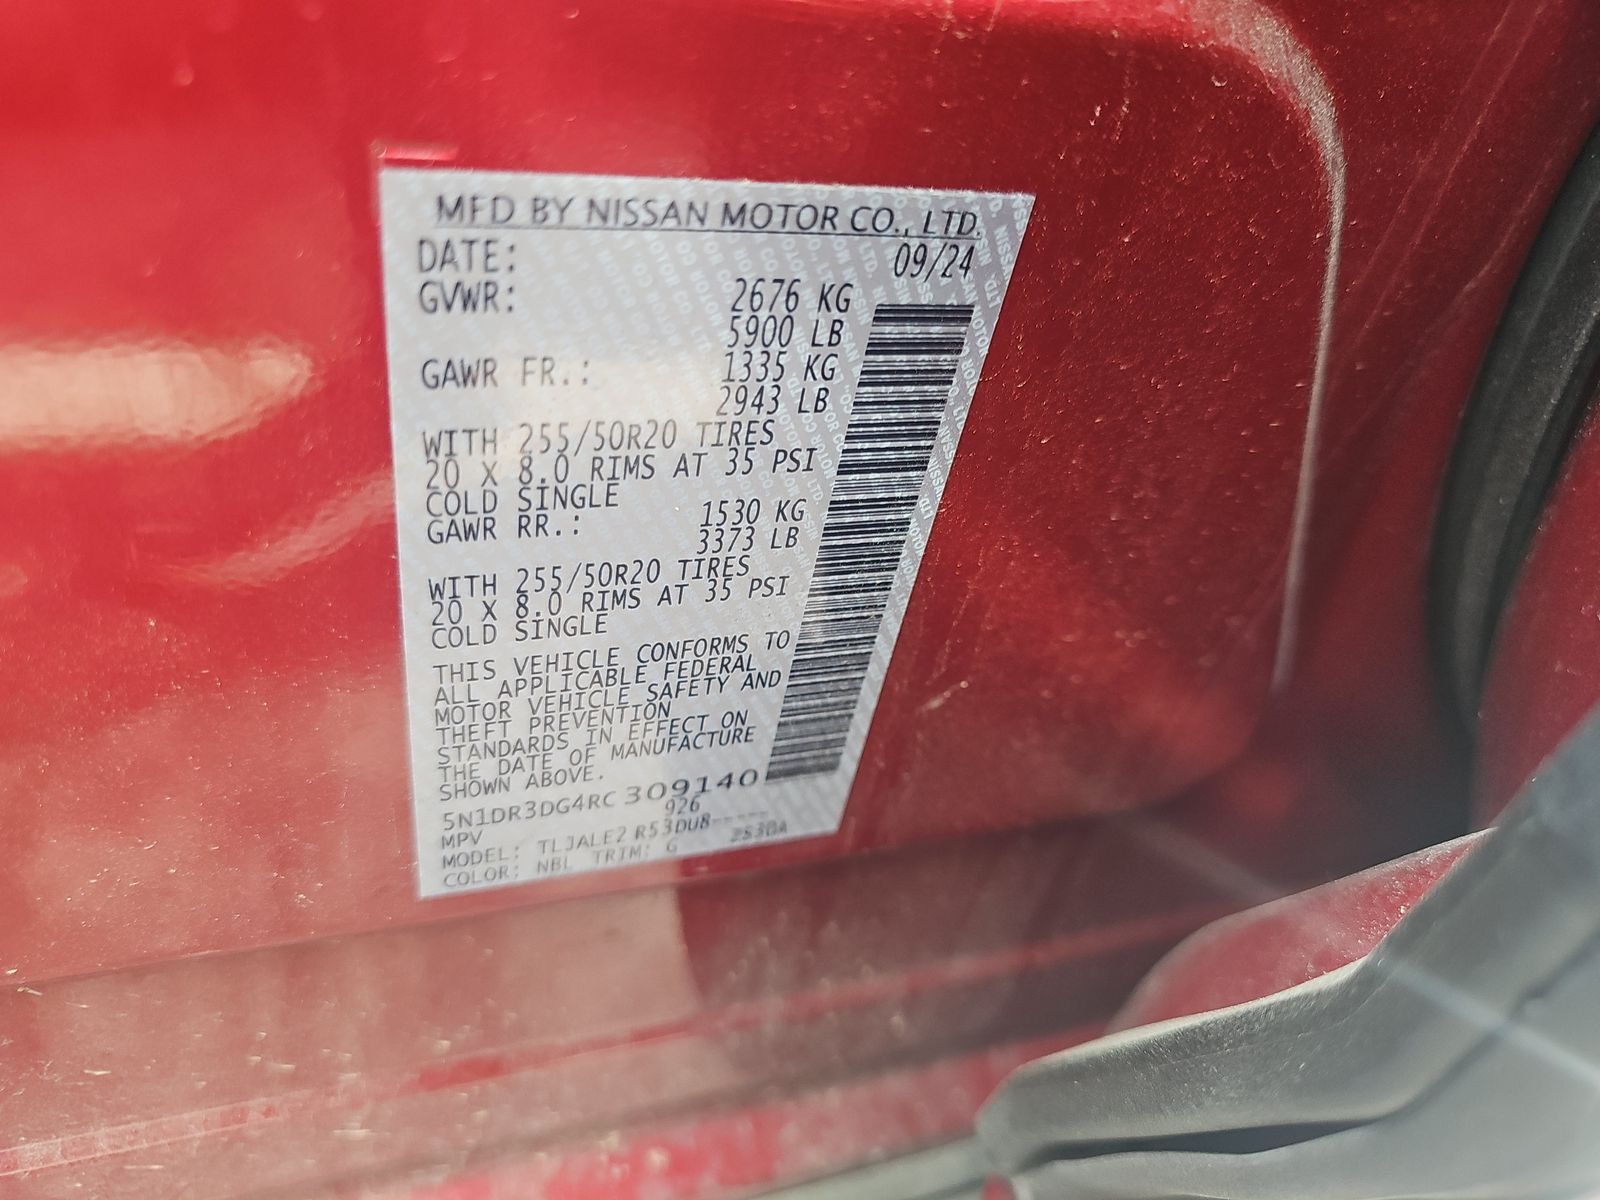 MFD BY NISSAN MOTOR CO., LTD.
DATE: 09/24
GVWR: 2676 KG
5900 LB
GAWR FR.: 1335 KG
2943 LB
WITH 255/50R20 TIRES
20 X 8.0 RIMS AT 35 PSI
COLD SINGLE
GAWR RR.: 1530 KG
3373 LB
WITH 255/50R20 TIRES
20 X 8.0 RIMS AT 35 PSI
COLD SINGLE
THIS VEHICLE CONFORMS TO
ALL APPLICABLE FEDERAL
MOTOR VEHICLE SAFETY AND
THEFT PREVENTION
STANDARDS IN EFFECT ON
THE DATE OF MANUFACTURE
SHOWN ABOVE.
5N1DR3DG4RC 309140
MPV 926
MODEL: TLJALE2 R53DU8-----
COLOR: NBL TRIM: G